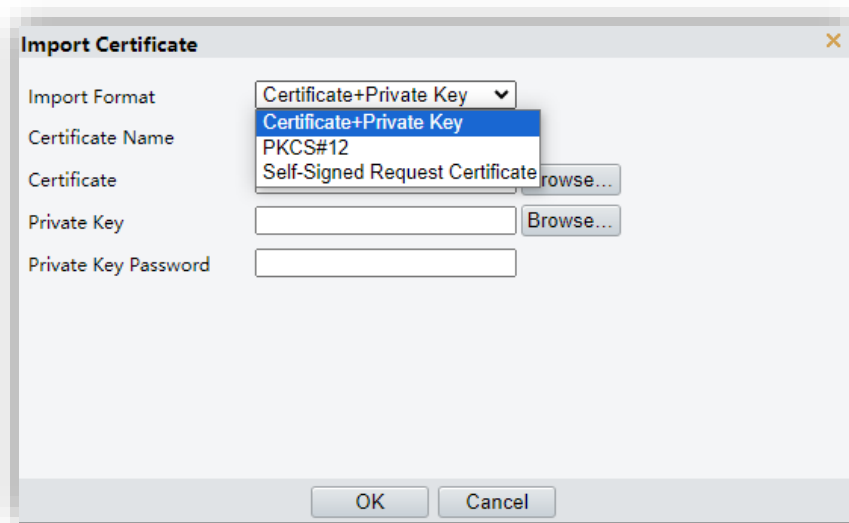 Import Certificate
Import Format
Certificate+Private Key
Certificate+Private Key
Certificate Name
PKCS#12
Self-Signed Request Certificate
Certificate
Private Key
Browse...
Private Key Password
OK
Cancel